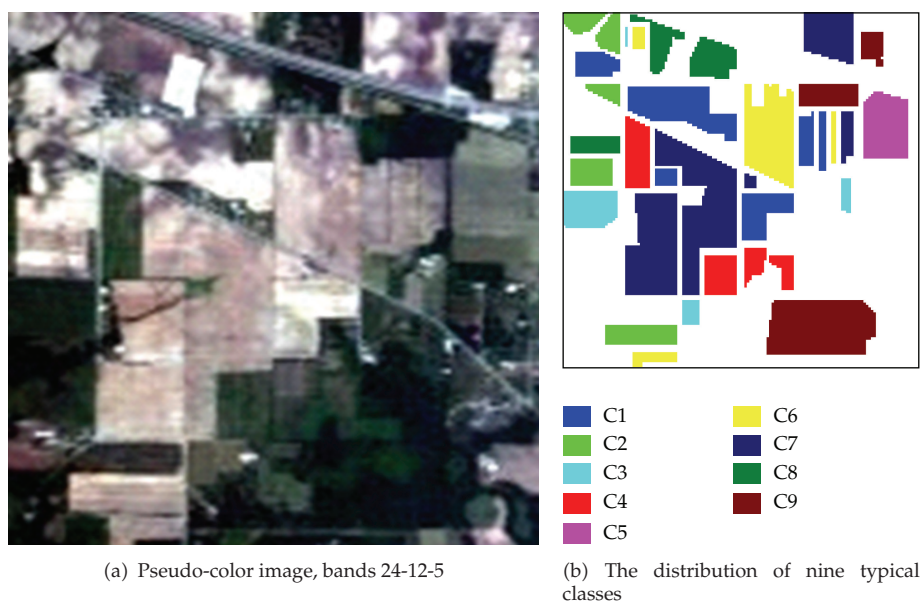 C1
C2
C3
C4
C5
C6
C7
C8
C9
(a) Pseudo-color image, bands 24-12-5
(b) The distribution of nine typical
classes